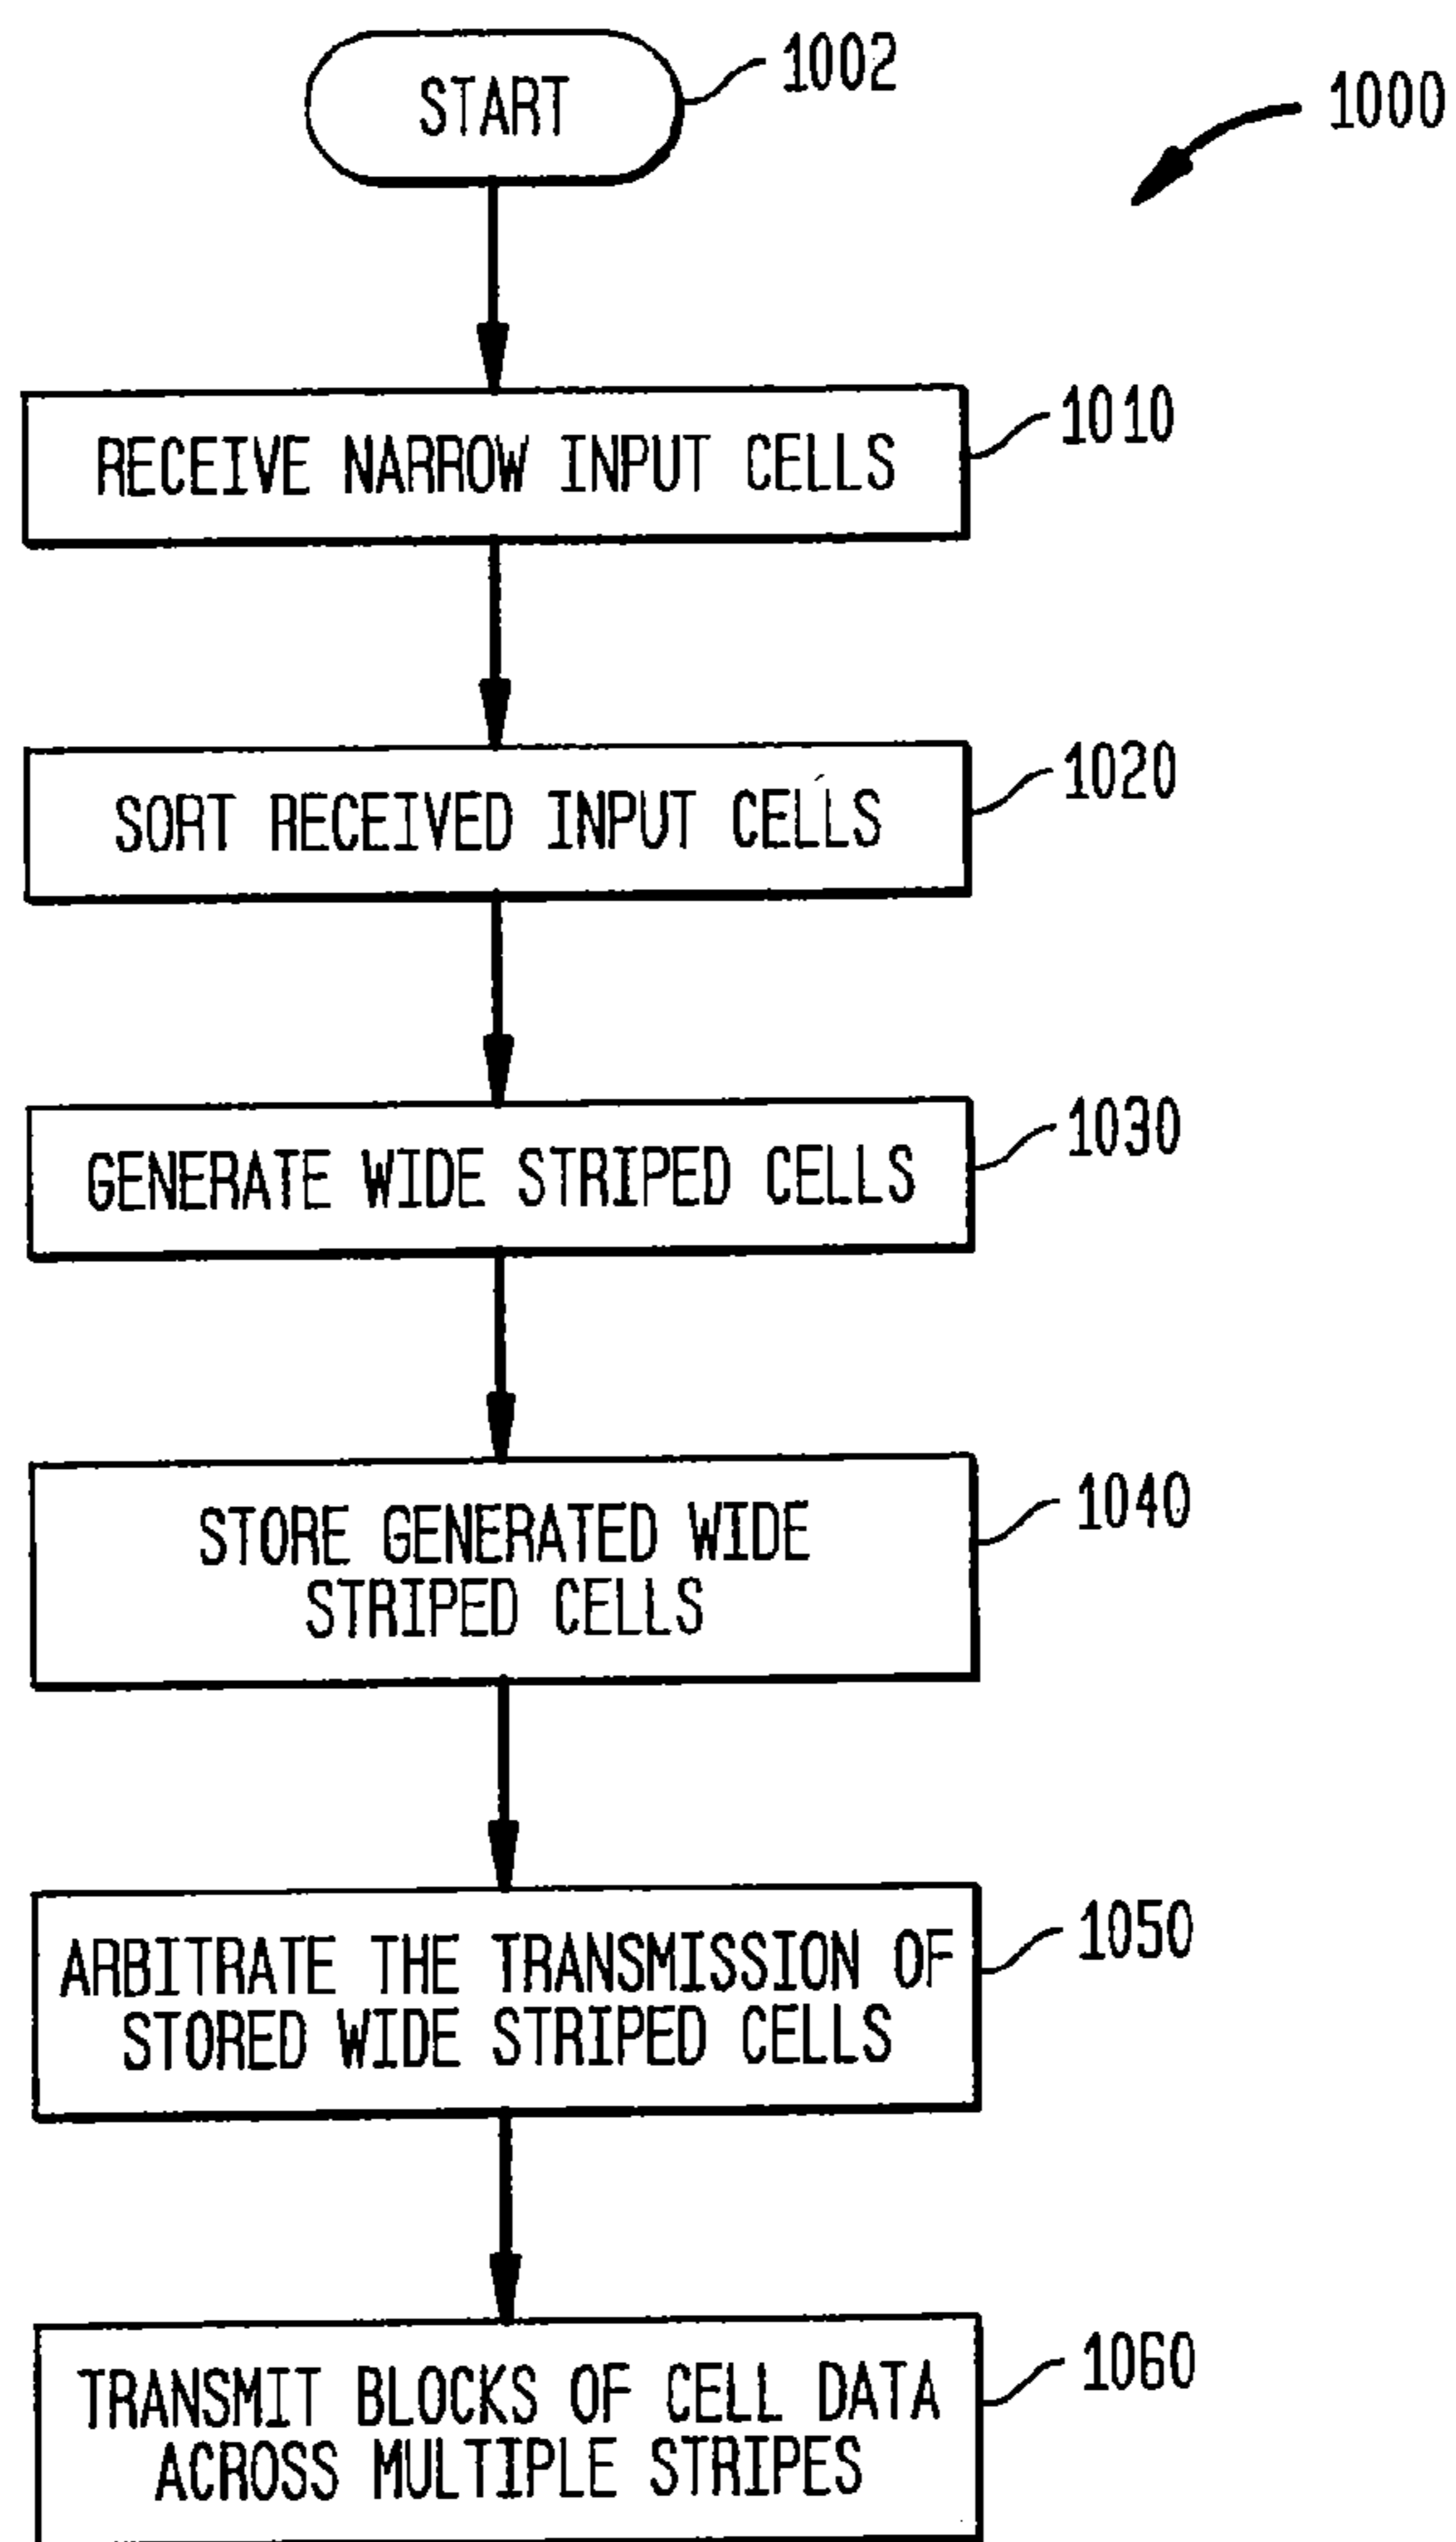 START
1002
1000
RECEIVE NARROW INPUT CELLS
1010
SORT RECEIVED INPUT CELLS
1020
GENERATE WIDE STRIPED CELLS
1030
STORE GENERATED WIDE
STRIPED CELLS
1040
ARBITRATE THE TRANSMISSION OF
STORED WIDE STRIPED CELLS
1050
TRANSMIT BLOCKS OF CELL DATA
ACROSS MULTIPLE STRIPES
1060